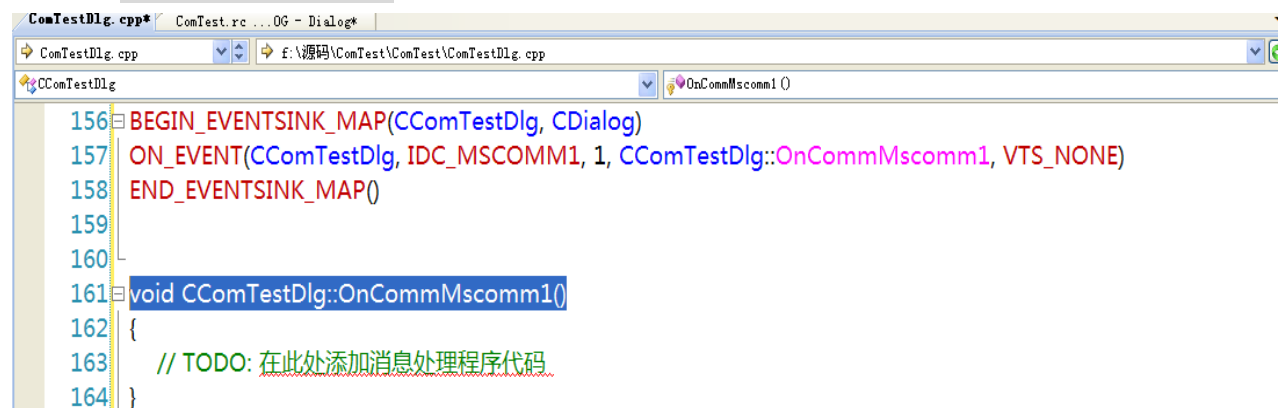 ComTestDlg.cpp* ComTest.rc ...OG - Dialog*
ComTestDlg.cpp f:\源码\ComTest\ComTest\ComTestDlg.cpp
CComTestDlg OnCommMscomm1()
156 BEGIN_EVENTSINK_MAP(CComTestDlg, CDialog)
157 ON_EVENT(CComTestDlg, IDC_MSCOMM1, 1, CComTestDlg::OnCommMscomm1, VTS_NONE)
158 END_EVENTSINK_MAP()
159
160
161 void CComTestDlg::OnCommMscomm1()
162 {
163 // TODO: 在此处添加消息处理程序代码
164 }